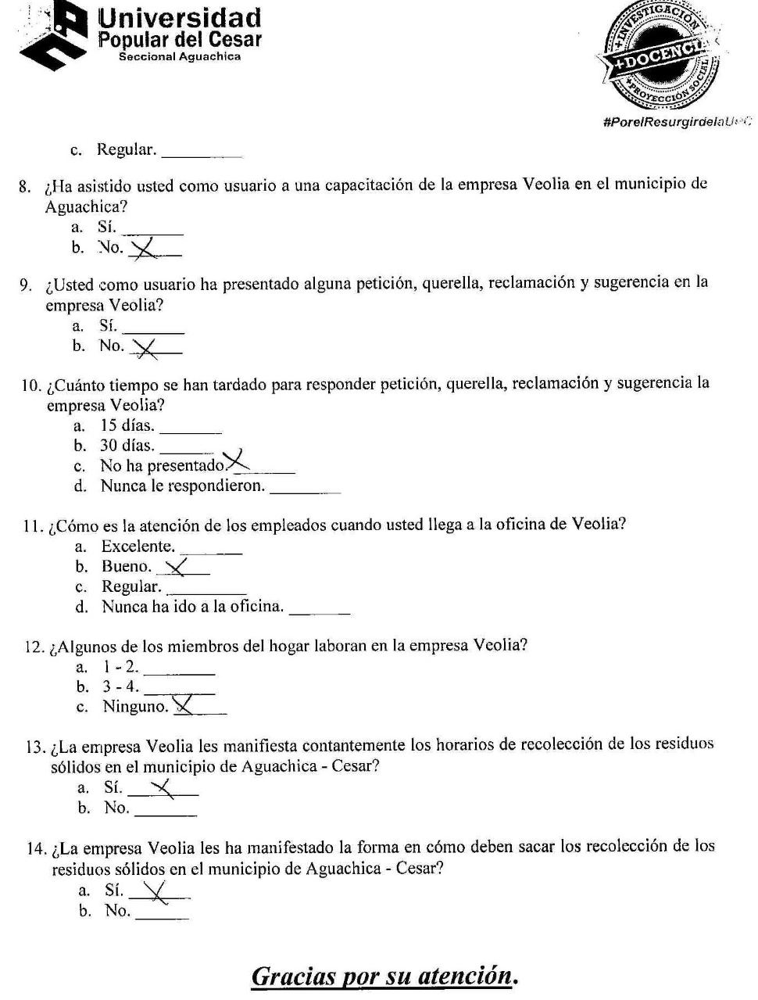 Universidad
Popular del Cesar
Seccional Aguachica
+INVESTIGACIÓN
+DOCENCIA
+PROYECCIÓN SOCIAL
#PorelResurgirdelaUPC
c. Regular. ________
8. ¿Ha asistido usted como usuario a una capacitación de la empresa Veolia en el municipio de
Aguachica?
a. Sí. ________
b. No. X
9. ¿Usted como usuario ha presentado alguna petición, querella, reclamación y sugerencia en la
empresa Veolia?
a. Sí. ________
b. No. X
10. ¿Cuánto tiempo se han tardado para responder petición, querella, reclamación y sugerencia la
empresa Veolia?
a. 15 días. ________
b. 30 días. ________
c. No ha presentado. X
d. Nunca le respondieron. ________
11. ¿Cómo es la atención de los empleados cuando usted llega a la oficina de Veolia?
a. Excelente. ________
b. Bueno. X
c. Regular. ________
d. Nunca ha ido a la oficina. ________
12. ¿Algunos de los miembros del hogar laboran en la empresa Veolia?
a. 1 - 2. ________
b. 3 - 4. ________
c. Ninguno. X
13. ¿La empresa Veolia les manifiesta contantemente los horarios de recolección de los residuos
sólidos en el municipio de Aguachica - Cesar?
a. Sí. X
b. No. ________
14. ¿La empresa Veolia les ha manifestado la forma en cómo deben sacar los recolección de los
residuos sólidos en el municipio de Aguachica - Cesar?
a. Sí. X
b. No. ________
Gracias por su atención.